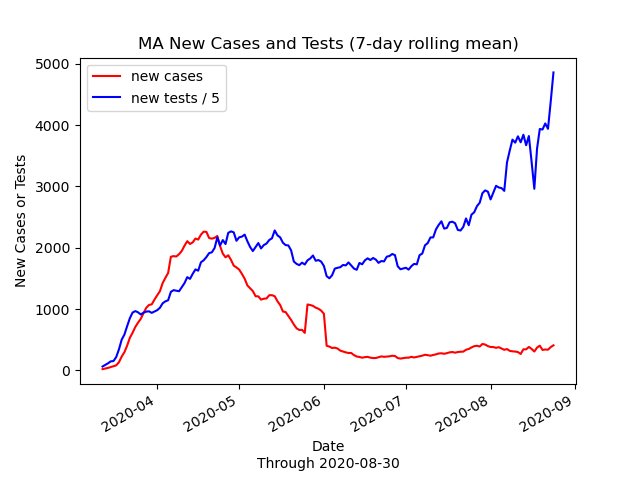 MA New Cases and Tests (7-day rolling mean)
new cases
new tests / 5
New Cases or Tests
5000
4000
3000
2000
1000
0
2020-04
2020-05
2020-06
2020-07
2020-08
2020-09
Date
Through 2020-08-30